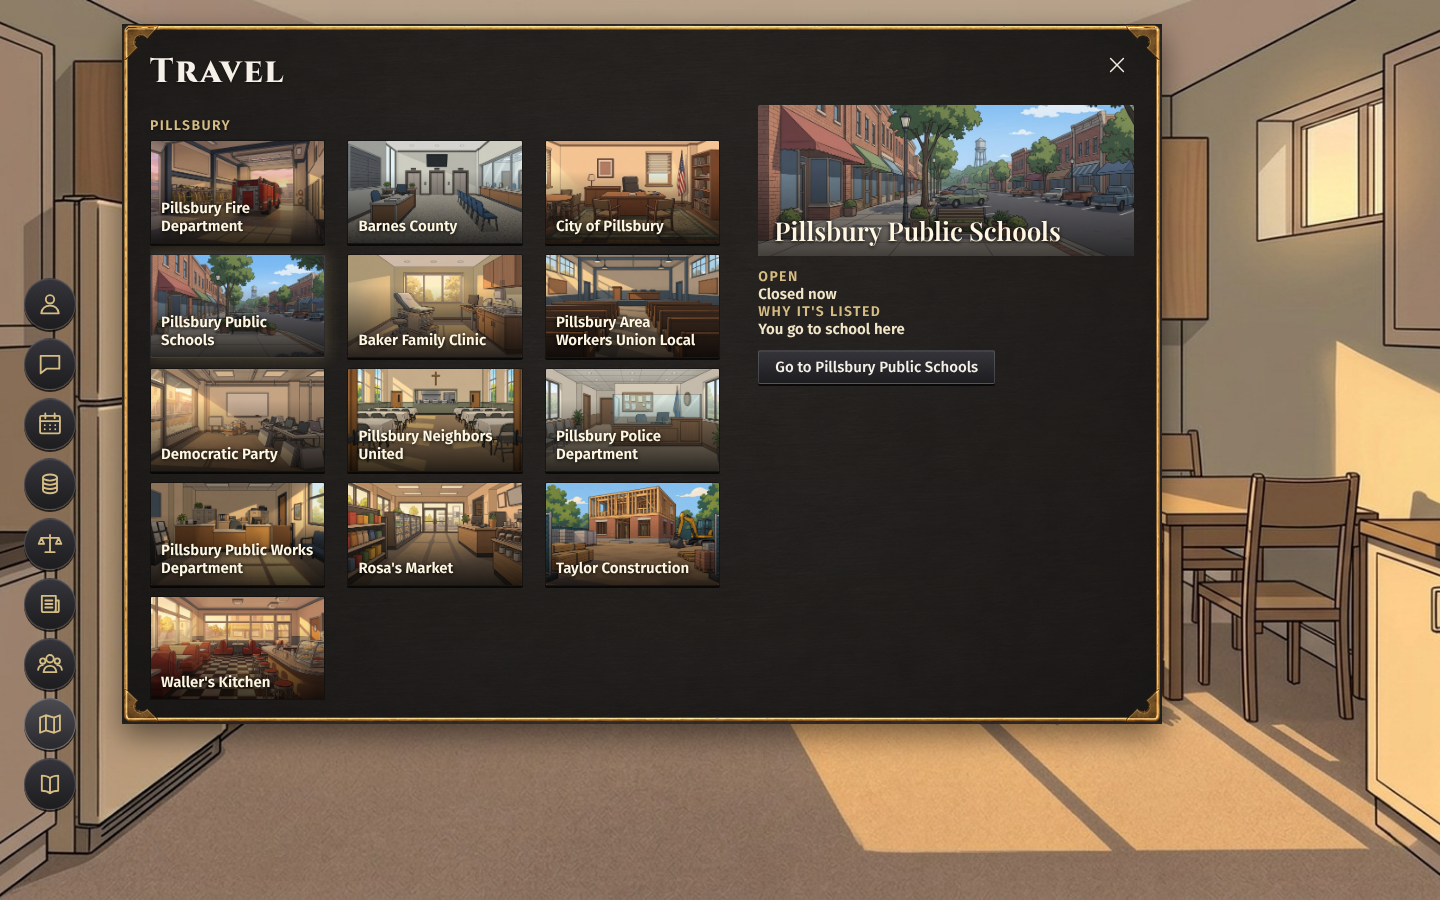 Travel
PILLSBURY
Pillsbury Fire
Department
Barnes County
City of Pillsbury
Pillsbury Public
Schools
Baker Family Clinic
Pillsbury Area
Workers Union Local
Democratic Party
Pillsbury Neighbors
United
Pillsbury Police
Department
Pillsbury Public Works
Department
Rosa's Market
Taylor Construction
Waller's Kitchen
Pillsbury Public Schools
OPEN
Closed now
WHY IT'S LISTED
You go to school here
Go to Pillsbury Public Schools